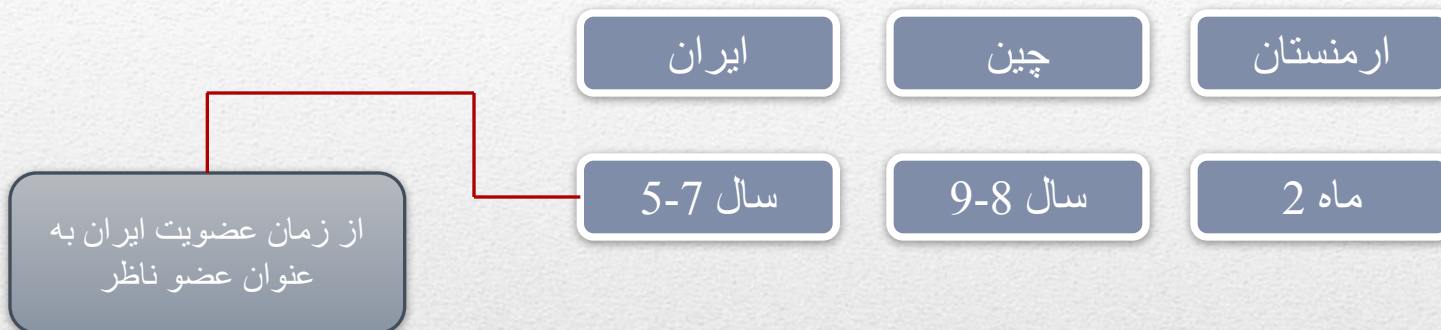 ارمنستان
چین
ایران
ماه 2
سال 8-9
سال 7-5
از زمان عضویت ایران به
عنوان عضو ناظر